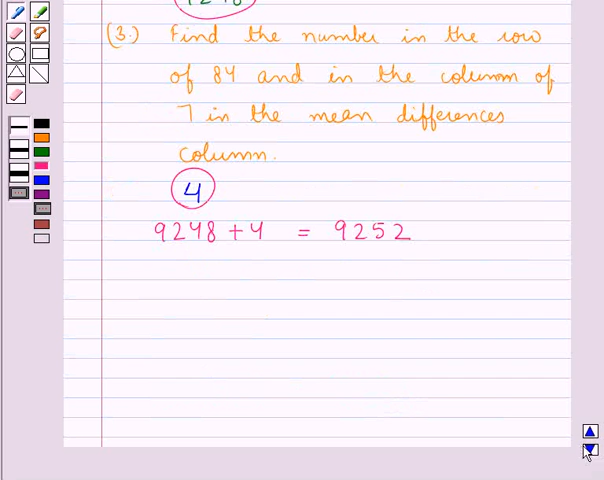 (3.) Find the number in the row
of 84 and in the column of
7 in the mean differences
column.
4
9248 + 4 = 9252